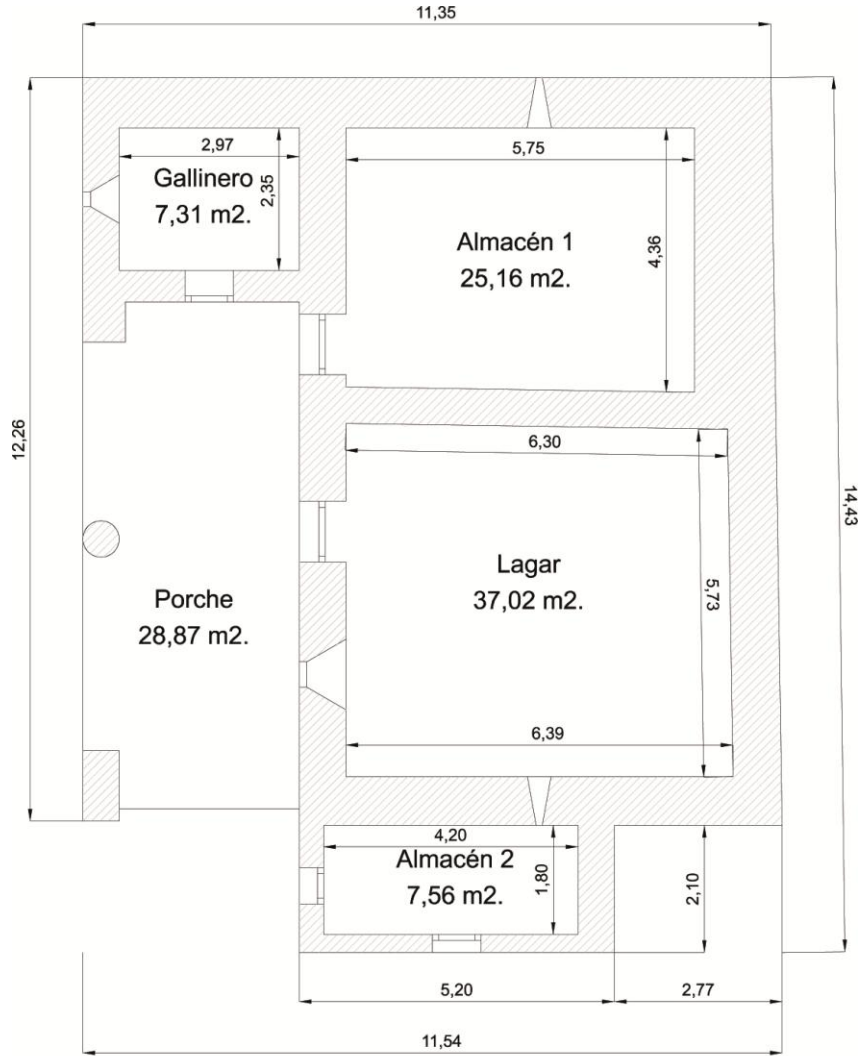 11,35
2,97
Gallinero
7,31 m2.
2,35
5,75
Almacén 1
25,16 m2.
4,36
12,26
6,30
14,43
Lagar
37,02 m2.
5,73
Porche
28,87 m2.
6,39
4,20
Almacén 2
7,56 m2.
1,80
2,10
5,20
2,77
11,54